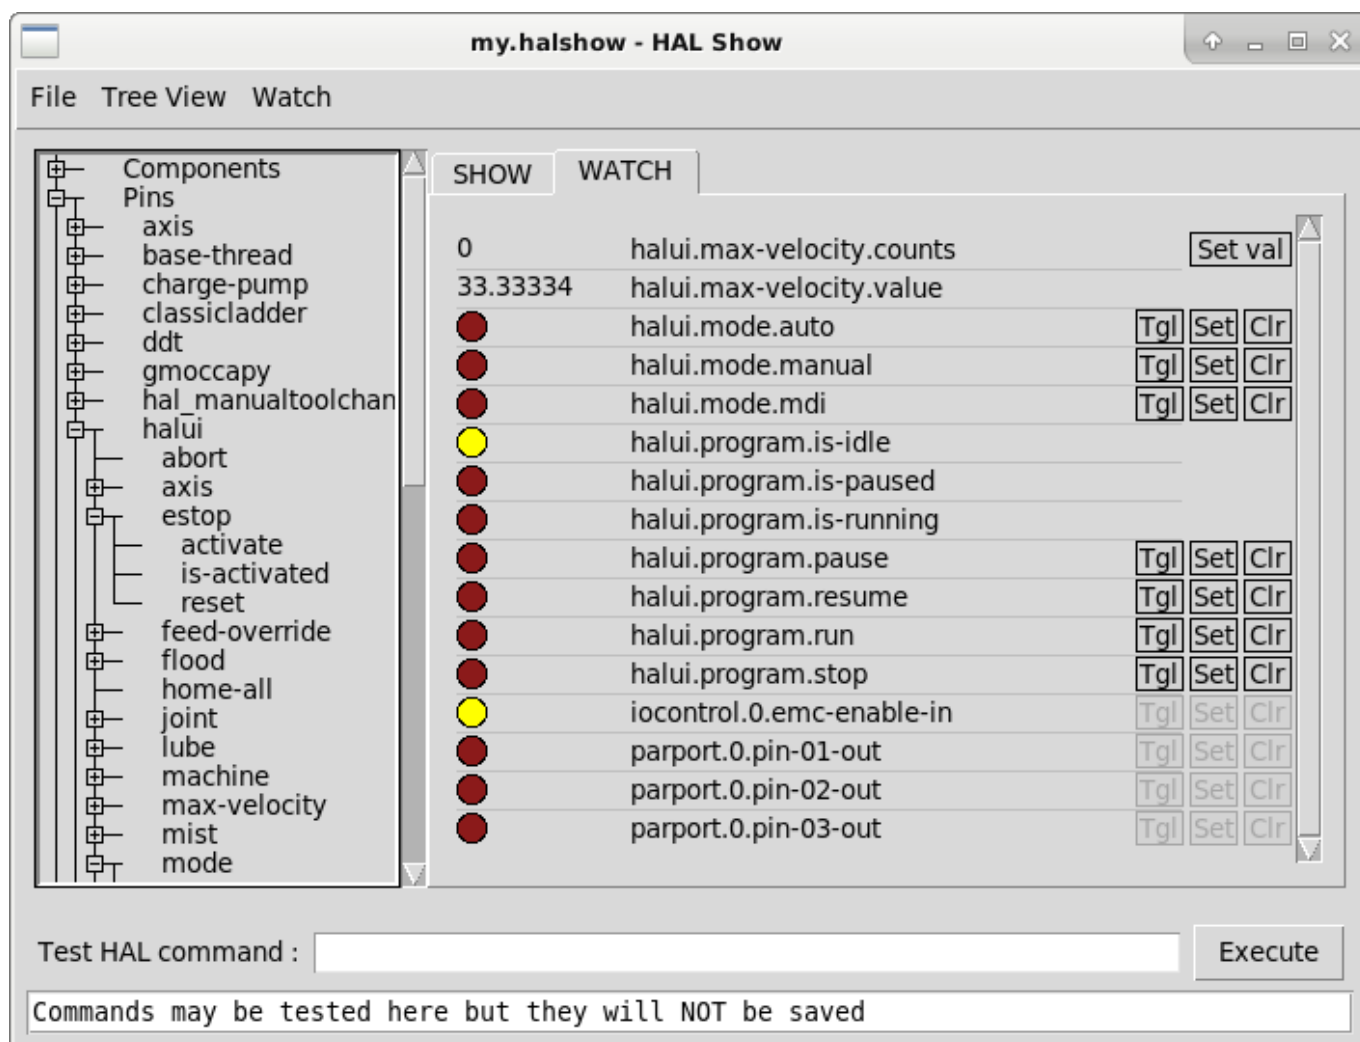 my.halshow - HAL Show
File Tree View Watch
Components
Pins
axis
base-thread
charge-pump
classicladder
ddt
gmoccapy
hal_manualtoolchan
halui
abort
axis
estop
activate
is-activated
reset
feed-override
flood
home-all
joint
lube
machine
max-velocity
mist
mode
SHOW WATCH
0 halui.max-velocity.counts Set val
33.33334 halui.max-velocity.value
halui.mode.auto Tgl Set Clr
halui.mode.manual Tgl Set Clr
halui.mode.mdi Tgl Set Clr
halui.program.is-idle
halui.program.is-paused
halui.program.is-running
halui.program.pause Tgl Set Clr
halui.program.resume Tgl Set Clr
halui.program.run Tgl Set Clr
halui.program.stop Tgl Set Clr
iocontrol.0.emc-enable-in Tgl Set Clr
parport.0.pin-01-out Tgl Set Clr
parport.0.pin-02-out Tgl Set Clr
parport.0.pin-03-out Tgl Set Clr
Test HAL command : Execute
Commands may be tested here but they will NOT be saved